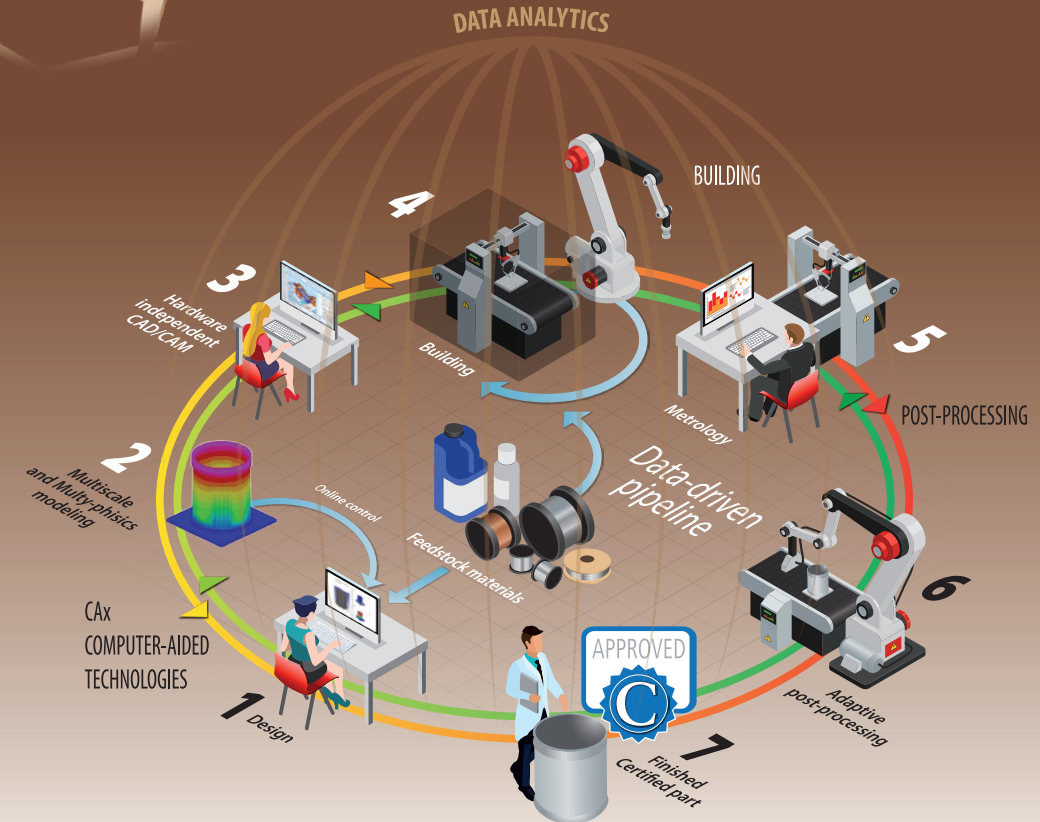 DATA ANALYTICS
BUILDING
4
3
Hardware
independent
CAD/CAM
Building
5
Metrology
POST-PROCESSING
2
Multiscale
and Multy-phisics
modeling
Online control
Data-driven
pipeline
Feedstock materials
6
CAx
COMPUTER-AIDED
TECHNOLOGIES
APPROVED
C
Adaptive
post-processing
1
Design
7
Finished
Certified part